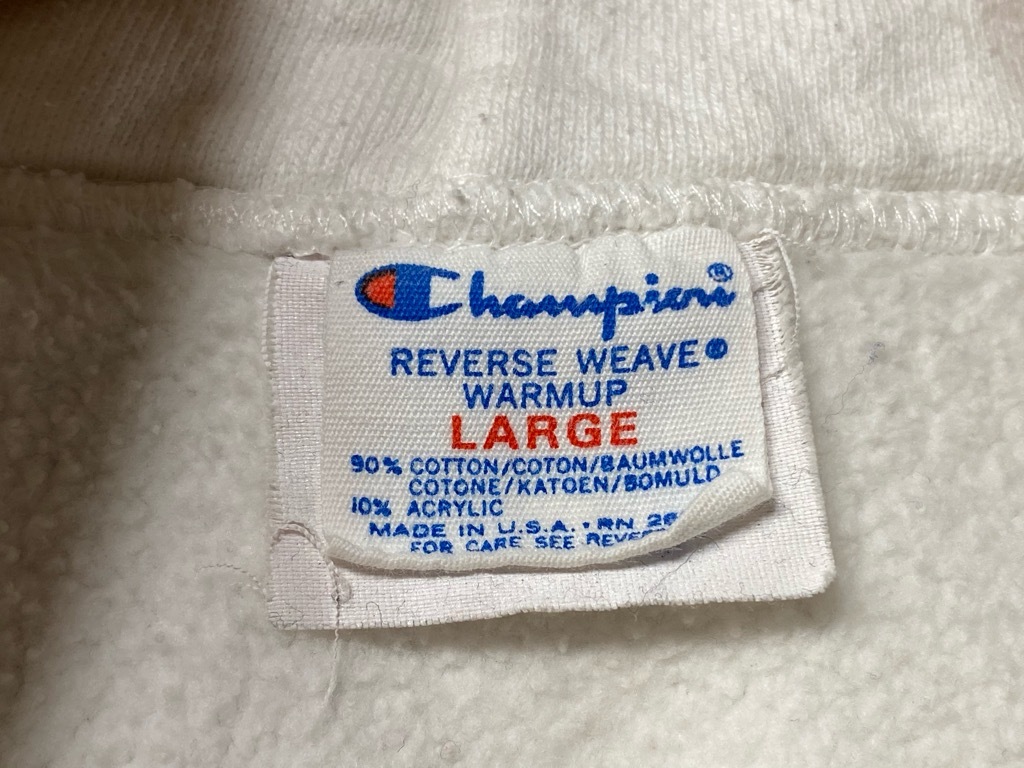 Champion®
REVERSE WEAVE®
WARMUP
LARGE
90% COTTON/COTON/BAUMWOLLE
COTONE/KATOEN/BOMULD
10% ACRYLIC
MADE IN U.S.A. • RN
FOR CARE SEE